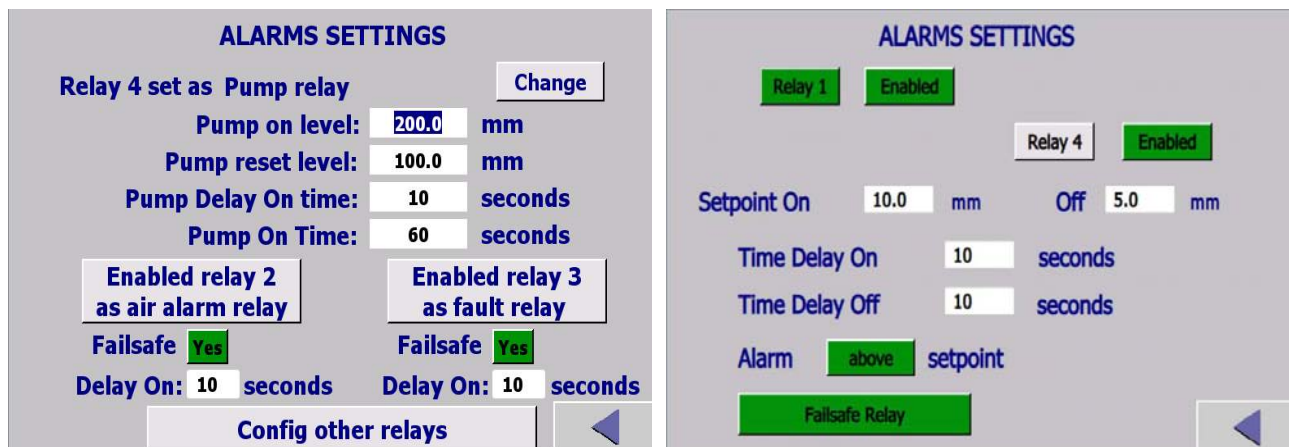 ALARMS SETTINGS
Relay 4 set as Pump relay Change
Pump on level: 200.0 mm
Pump reset level: 100.0 mm
Pump Delay On time: 10 seconds
Pump On Time: 60 seconds
Enabled relay 2
as air alarm relay
Enabled relay 3
as fault relay
Failsafe Yes Failsafe Yes
Delay On: 10 seconds Delay On: 10 seconds
Config other relays
ALARMS SETTINGS
Relay 1 Enabled
Relay 4 Enabled
Setpoint On 10.0 mm Off 5.0 mm
Time Delay On 10 seconds
Time Delay Off 10 seconds
Alarm above setpoint
Failsafe Relay